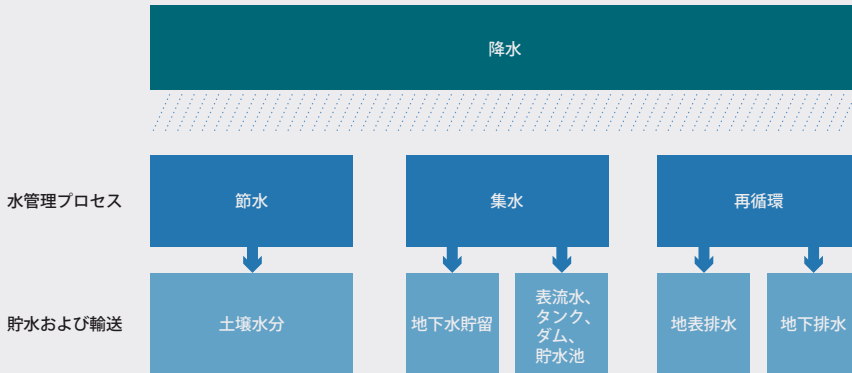 降水
水管理プロセス
節水
集水
再循環
貯水および輸送
土壌水分
地下水貯留
表流水、
タンク、
ダム、
貯水池
地表排水
地下排水